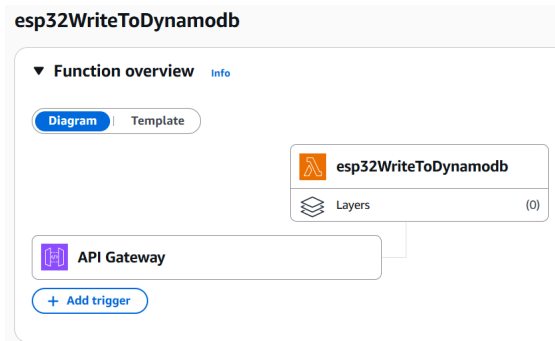 esp32WriteToDynamodb
Function overview Info
Diagram Template
esp32WriteToDynamodb
Layers (0)
API Gateway
+ Add trigger